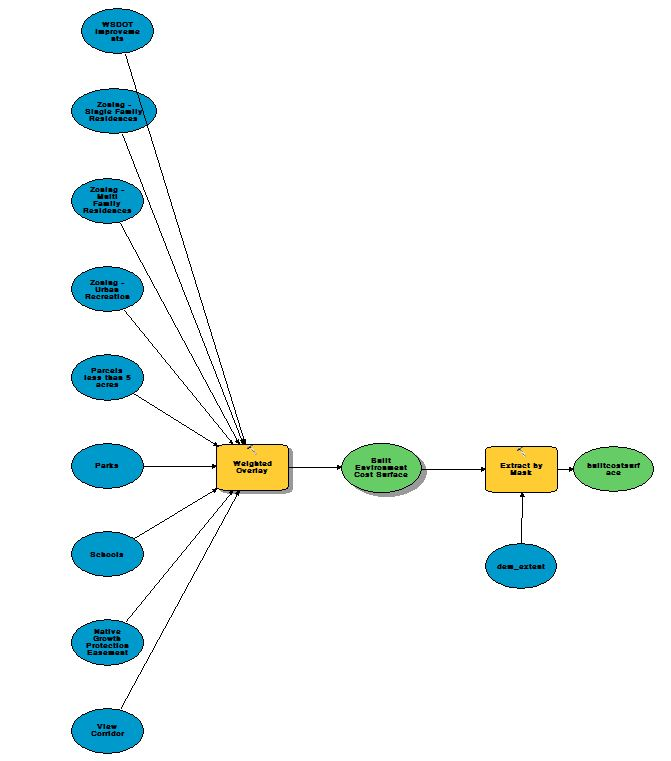 WSDOT
Improveme
nts
Zoning -
Single Family
Residences
Zoning -
Multi
Family
Residences
Zoning -
Urban
Recreation
Parcels
less than 5
acres
Parks
Weighted
Overlay
Built
Environment
Cost Surface
Extract by
Mask
builtcostsurf
ace
Schools
dem_extent
Native
Growth
Protection
Easement
View
Corridor